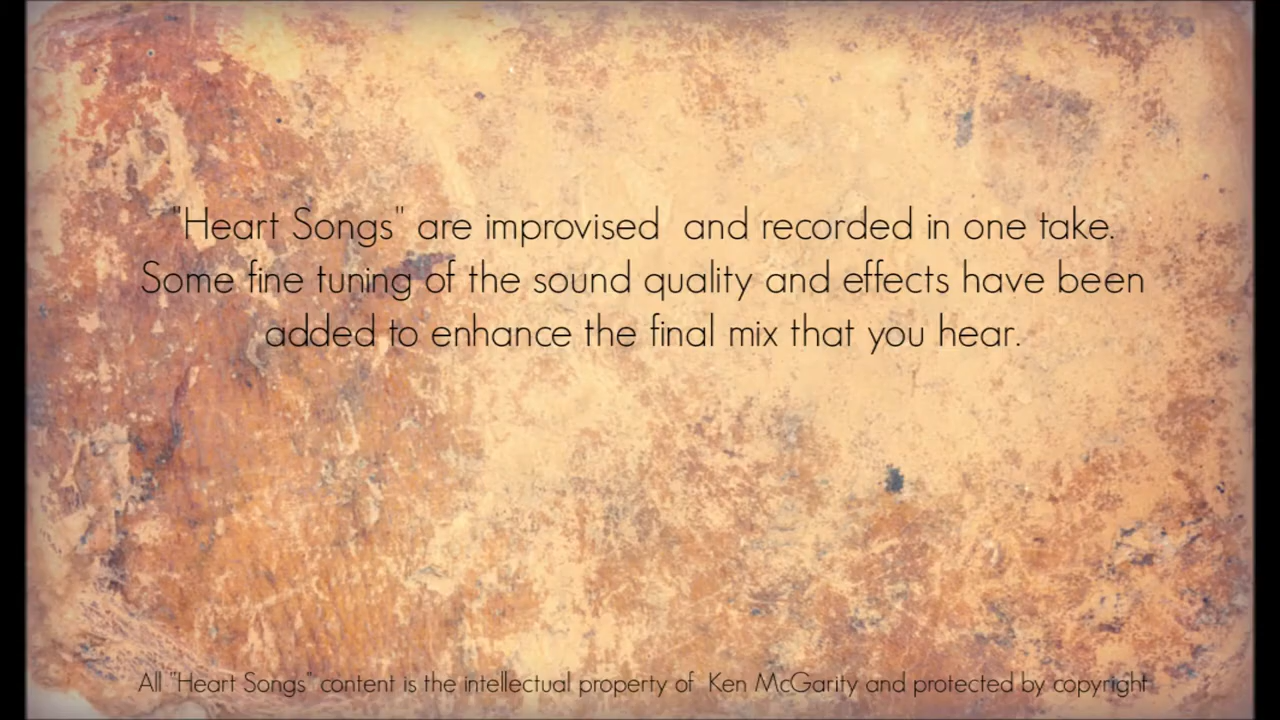 "Heart Songs" are improvised  and recorded in one take.
Some fine tuning of the sound quality and effects have been
added to enhance the final mix that you hear.
All "Heart Songs" content is the intellectual property of  Ken McGarity and protected by copyright